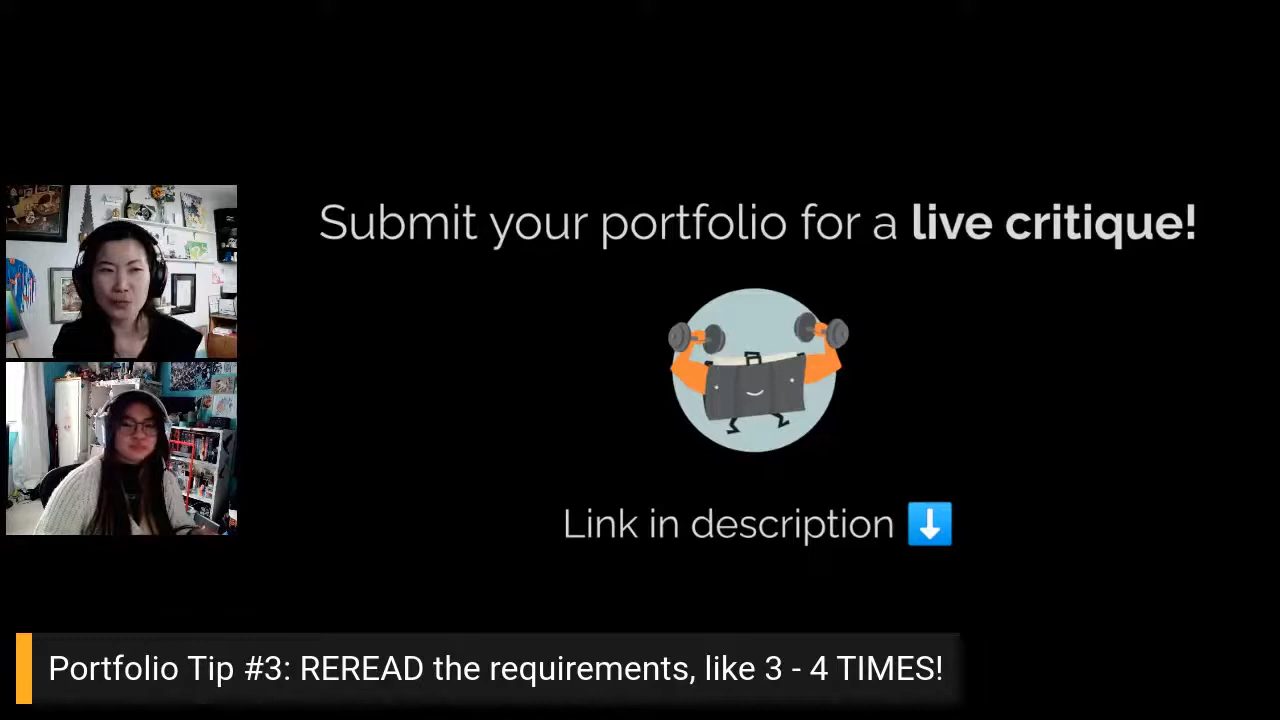 Submit your portfolio for a live critique!
Link in description ⬇️
Portfolio Tip #3: REREAD the requirements, like 3 - 4 TIMES!